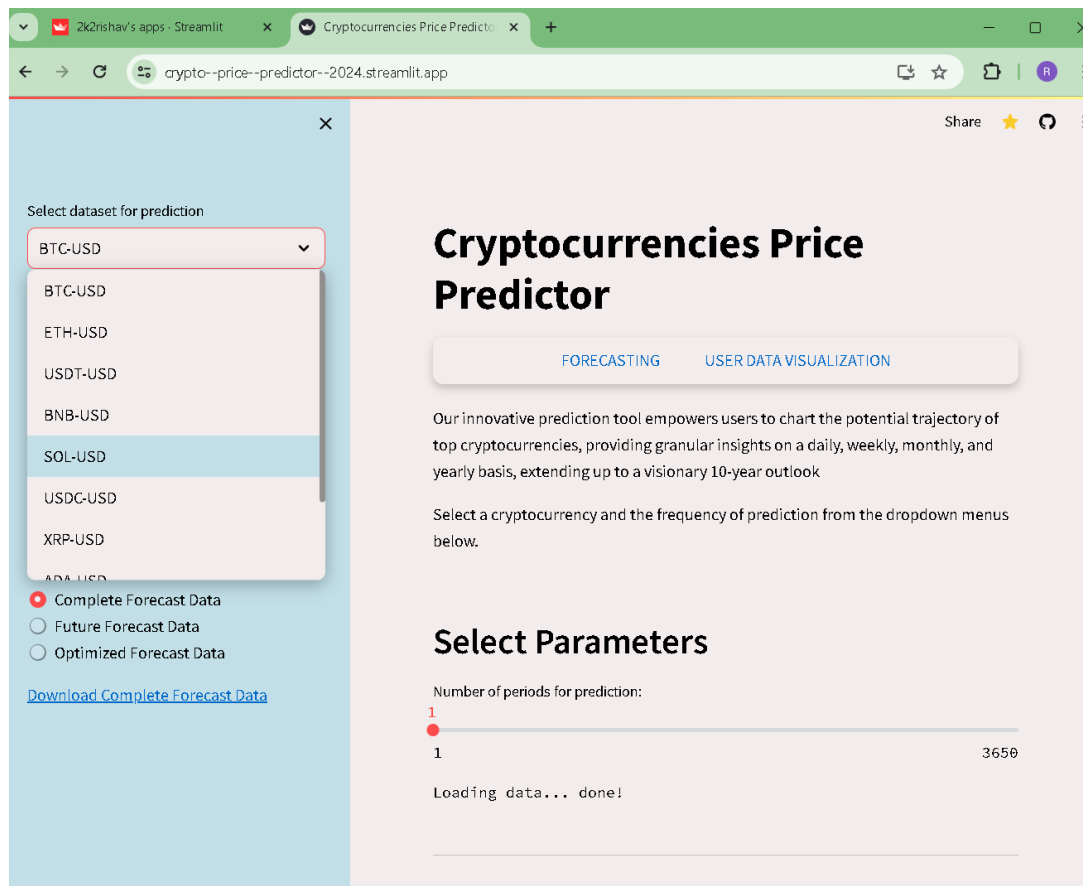 2k2rishav's apps · Streamlit
Cryptocurrencies Price Predicto
crypto--price--predictor--2024.streamlit.app
R
Share
Select dataset for prediction
BTC-USD
BTC-USD
ETH-USD
USDT-USD
BNB-USD
SOL-USD
USDC-USD
XRP-USD
ADA-USD
Complete Forecast Data
Future Forecast Data
Optimized Forecast Data
Download Complete Forecast Data
Cryptocurrencies Price
Predictor
FORECASTING USER DATA VISUALIZATION
Our innovative prediction tool empowers users to chart the potential trajectory of
top cryptocurrencies, providing granular insights on a daily, weekly, monthly, and
yearly basis, extending up to a visionary 10-year outlook
Select a cryptocurrency and the frequency of prediction from the dropdown menus
below.
Select Parameters
Number of periods for prediction:
1
1 3650
Loading data... done!